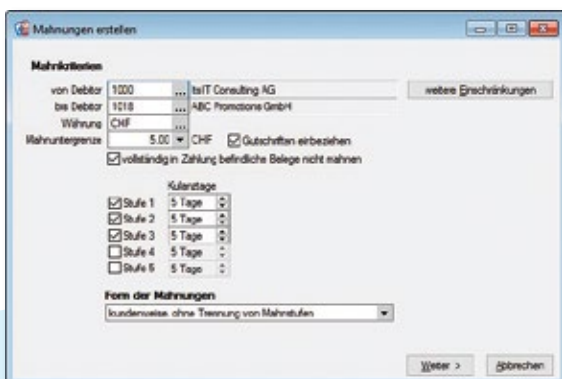 Mahnungen erstellen
Mahnkriterien
von Debitor 1000 ... itsIT Consulting AG weitere Einschränkungen
bis Debitor 1018 ... ABC Promotions GmbH
Währung CHF ...
Mahnuntergrenze 5.00 CHF Gutschriften einbeziehen
vollständig in Zahlung befindliche Belege nicht mahnen
Kulanztage
Stufe 1 5 Tage
Stufe 2 5 Tage
Stufe 3 5 Tage
Stufe 4 5 Tage
Stufe 5 5 Tage
Form der Mahnungen
kundenweise, ohne Trennung von Mahnstufen
Weiter > Abbrechen